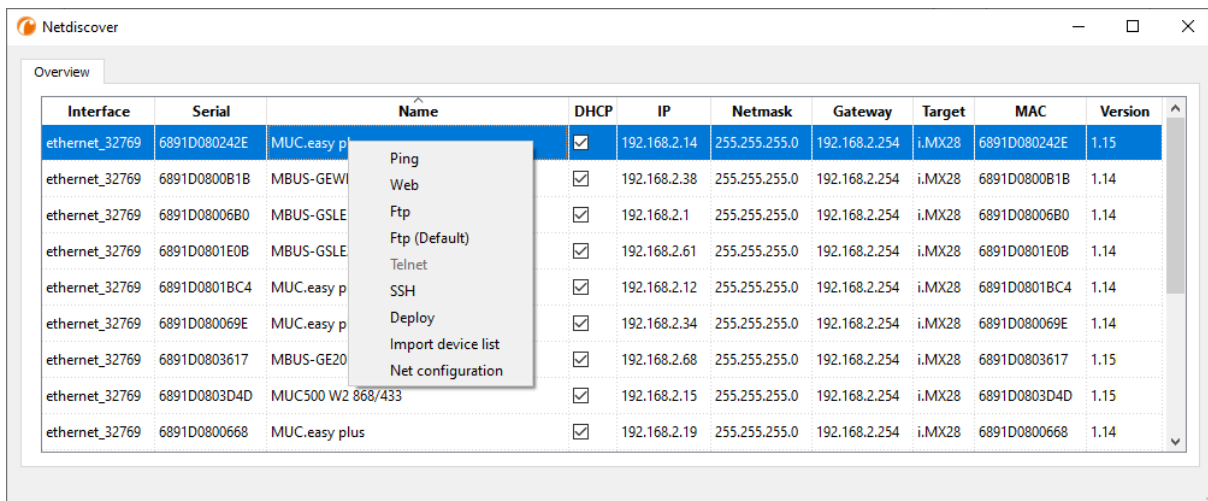 Netdiscover
Overview
Interface Serial Name DHCP IP Netmask Gateway Target MAC Version
ethernet_32769 6891D080242E MUC.easy p 192.168.2.14 255.255.255.0 192.168.2.254 i.MX28 6891D080242E 1.15
Ping
ethernet_32769 6891D0800B1B MBUS-GEW 192.168.2.38 255.255.255.0 192.168.2.254 i.MX28 6891D0800B1B 1.14
Web
ethernet_32769 6891D08006B0 MBUS-GSLE 192.168.2.1 255.255.255.0 192.168.2.254 i.MX28 6891D08006B0 1.14
Ftp
Ftp (Default)
ethernet_32769 6891D0801E0B MBUS-GSLE 192.168.2.61 255.255.255.0 192.168.2.254 i.MX28 6891D0801E0B 1.14
Telnet
ethernet_32769 6891D0801BC4 MUC.easy p 192.168.2.12 255.255.255.0 192.168.2.254 i.MX28 6891D0801BC4 1.14
SSH
ethernet_32769 6891D080069E MUC.easy p 192.168.2.34 255.255.255.0 192.168.2.254 i.MX28 6891D080069E 1.14
Deploy
Import device list
ethernet_32769 6891D0803617 MBUS-GE20 192.168.2.68 255.255.255.0 192.168.2.254 i.MX28 6891D0803617 1.15
Net configuration
ethernet_32769 6891D0803D4D MUC500 W2 868/433 192.168.2.15 255.255.255.0 192.168.2.254 i.MX28 6891D0803D4D 1.15
ethernet_32769 6891D0800668 MUC.easy plus 192.168.2.19 255.255.255.0 192.168.2.254 i.MX28 6891D0800668 1.14